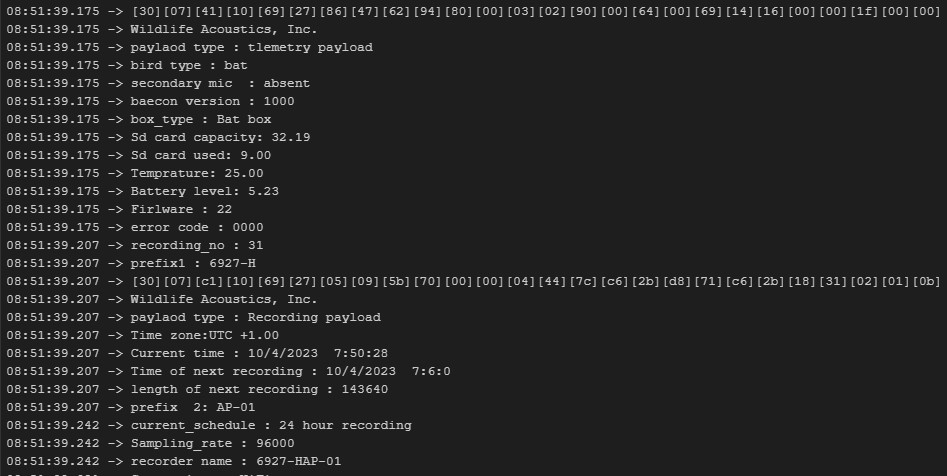 08:51:39.175 -> [30][07][41][10][69][27][86][47][62][94][80][00][03][02][90][00][64][00][69][14][16][00][00][1f][00][00]
08:51:39.175 -> Wildlife Acoustics, Inc.
08:51:39.175 -> paylaod type : tlemetry payload
08:51:39.175 -> bird type : bat
08:51:39.175 -> secondary mic  : absent
08:51:39.175 -> baecon version : 1000
08:51:39.175 -> box_type : Bat box
08:51:39.175 -> Sd card capacity: 32.19
08:51:39.175 -> Sd card used: 9.00
08:51:39.175 -> Temprature: 25.00
08:51:39.175 -> Battery level: 5.23
08:51:39.175 -> Firlware : 22
08:51:39.175 -> error code : 0000
08:51:39.207 -> recording_no : 31
08:51:39.207 -> prefix1 : 6927-H
08:51:39.207 -> [30][07][c1][10][69][27][05][09][5b][70][00][00][04][44][7c][c6][2b][d8][71][c6][2b][18][31][02][01][0b]
08:51:39.207 -> Wildlife Acoustics, Inc.
08:51:39.207 -> paylaod type : Recording payload
08:51:39.207 -> Time zone:UTC +1.00
08:51:39.207 -> Current time : 10/4/2023  7:50:28
08:51:39.207 -> Time of next recording : 10/4/2023  7:6:0
08:51:39.207 -> length of next recording : 143640
08:51:39.207 -> prefix  2: AP-01
08:51:39.242 -> current_schedule : 24 hour recording
08:51:39.242 -> Sampling_rate : 96000
08:51:39.242 -> recorder name : 6927-HAP-01